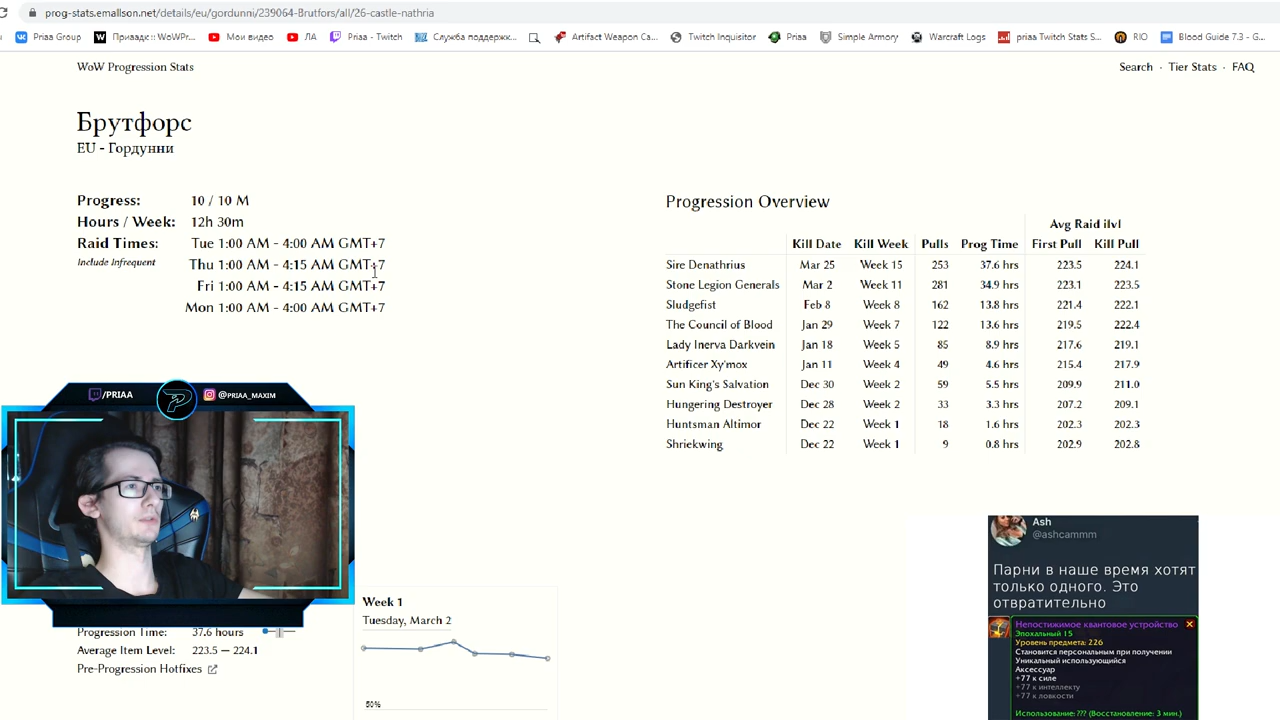 prog-stats.emallson.net/details/eu/gordunni/239064-Brutfors/all/26-castle-nathria
Priaa Group Привадк:: WoWPr... Мои видео ЛА Priaa - Twitch Служба поддержк... Artifact Weapon Ca... Twitch Inquisitor Priaa Simple Armory Warcraft Logs priaa Twitch Stats S... RIO Blood Guide 7.3 - G...
WoW Progression Stats
Search · Tier Stats · FAQ
Брутфорс
EU - Гордунни
Progress: 10 / 10 M
Hours / Week: 12h 30m
Raid Times: Tue 1:00 AM - 4:00 AM GMT+7
Include Infrequent Thu 1:00 AM - 4:15 AM GMT+7
Fri 1:00 AM - 4:15 AM GMT+7
Mon 1:00 AM - 4:00 AM GMT+7
Progression Overview
Avg Raid ilvl
Kill Date Kill Week Pulls Prog Time First Pull Kill Pull
Sire Denathrius Mar 25 Week 15 253 37.6 hrs 223.5 224.1
Stone Legion Generals Mar 2 Week 11 281 34.9 hrs 223.1 223.5
Sludgefist Feb 8 Week 8 162 13.8 hrs 221.4 222.1
The Council of Blood Jan 29 Week 7 122 13.6 hrs 219.5 222.4
Lady Inerva Darkvein Jan 18 Week 5 85 8.9 hrs 217.6 219.1
Artificer Xy'mox Jan 11 Week 4 49 4.6 hrs 215.4 217.9
Sun King's Salvation Dec 30 Week 2 59 5.5 hrs 209.9 211.0
Hungering Destroyer Dec 28 Week 2 33 3.3 hrs 207.2 209.1
Huntsman Altimor Dec 22 Week 1 18 1.6 hrs 202.3 202.3
Shriekwing Dec 22 Week 1 9 0.8 hrs 202.9 202.8
/PRIAA @PRIAA_MAXIM
Progression Time: 37.6 hours
Average Item Level: 223.5 — 224.1
Pre-Progression Hotfixes
Week 1
Tuesday, March 2
50%
Ash
@ashcammm
Парни в наше время хотят
только одного. Это
отвратительно
Непостижимое квантовое устройство
Эпохальный 15
Уровень предмета: 226
Становится персональным при получении
Уникальный использующийся
Аксессуар
+77 к силе
+77 к интеллекту
+77 к ловкости
Использование: ??? (Восстановление: 3 мин.)